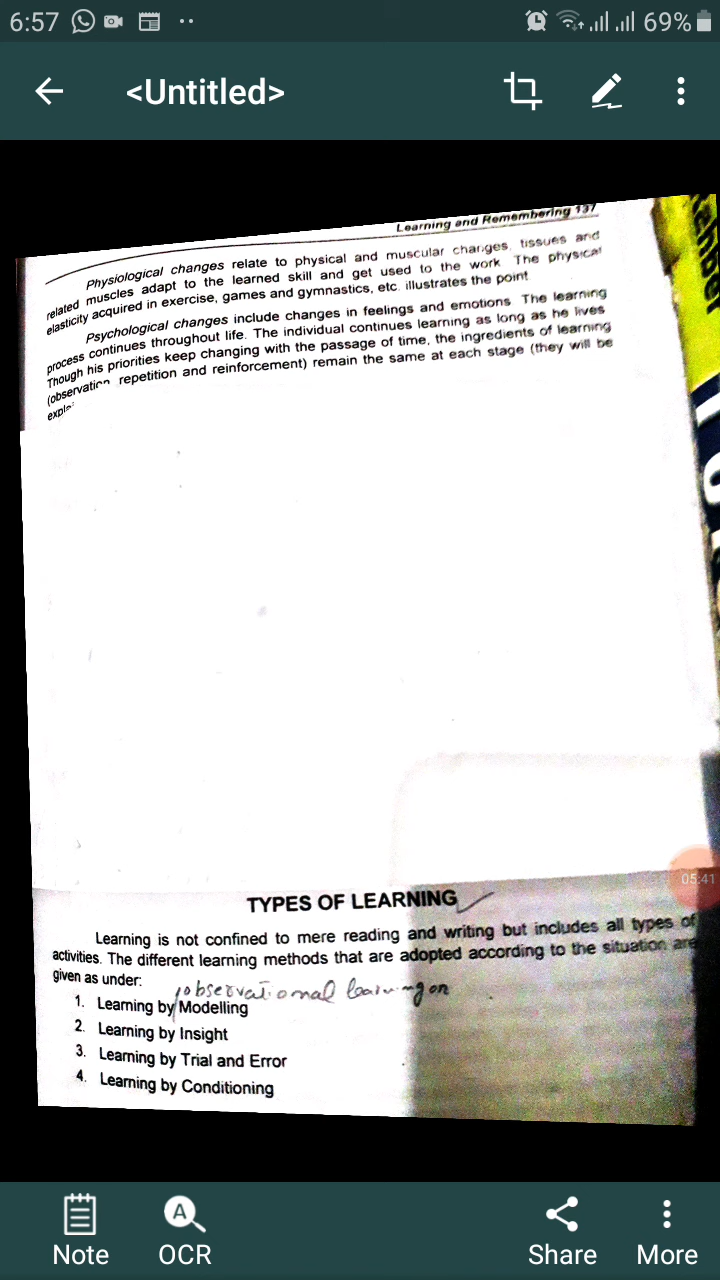 6:57 69%
<Untitled>
Learning and Remembering 137
Physiological changes relate to physical and muscular changes, tissues and
related muscles adapt to the learned skill and get used to the work The physical
elasticity acquired in exercise, games and gymnastics, etc. illustrates the point
Psychological changes include changes in feelings and emotions The learning
process continues throughout life. The individual continues learning as long as he lives
Though his priorities keep changing with the passage of time, the ingredients of learning
(observation repetition and reinforcement) remain the same at each stage (they will be
05:41
TYPES OF LEARNING
Learning is not confined to mere reading and writing but includes all types of
activities. The different learning methods that are adopted according to the situation are
given as under:
observational learning on
1. Learning by Modelling
2. Learning by Insight
3. Learning by Trial and Error
4. Learning by Conditioning
Note OCR Share More